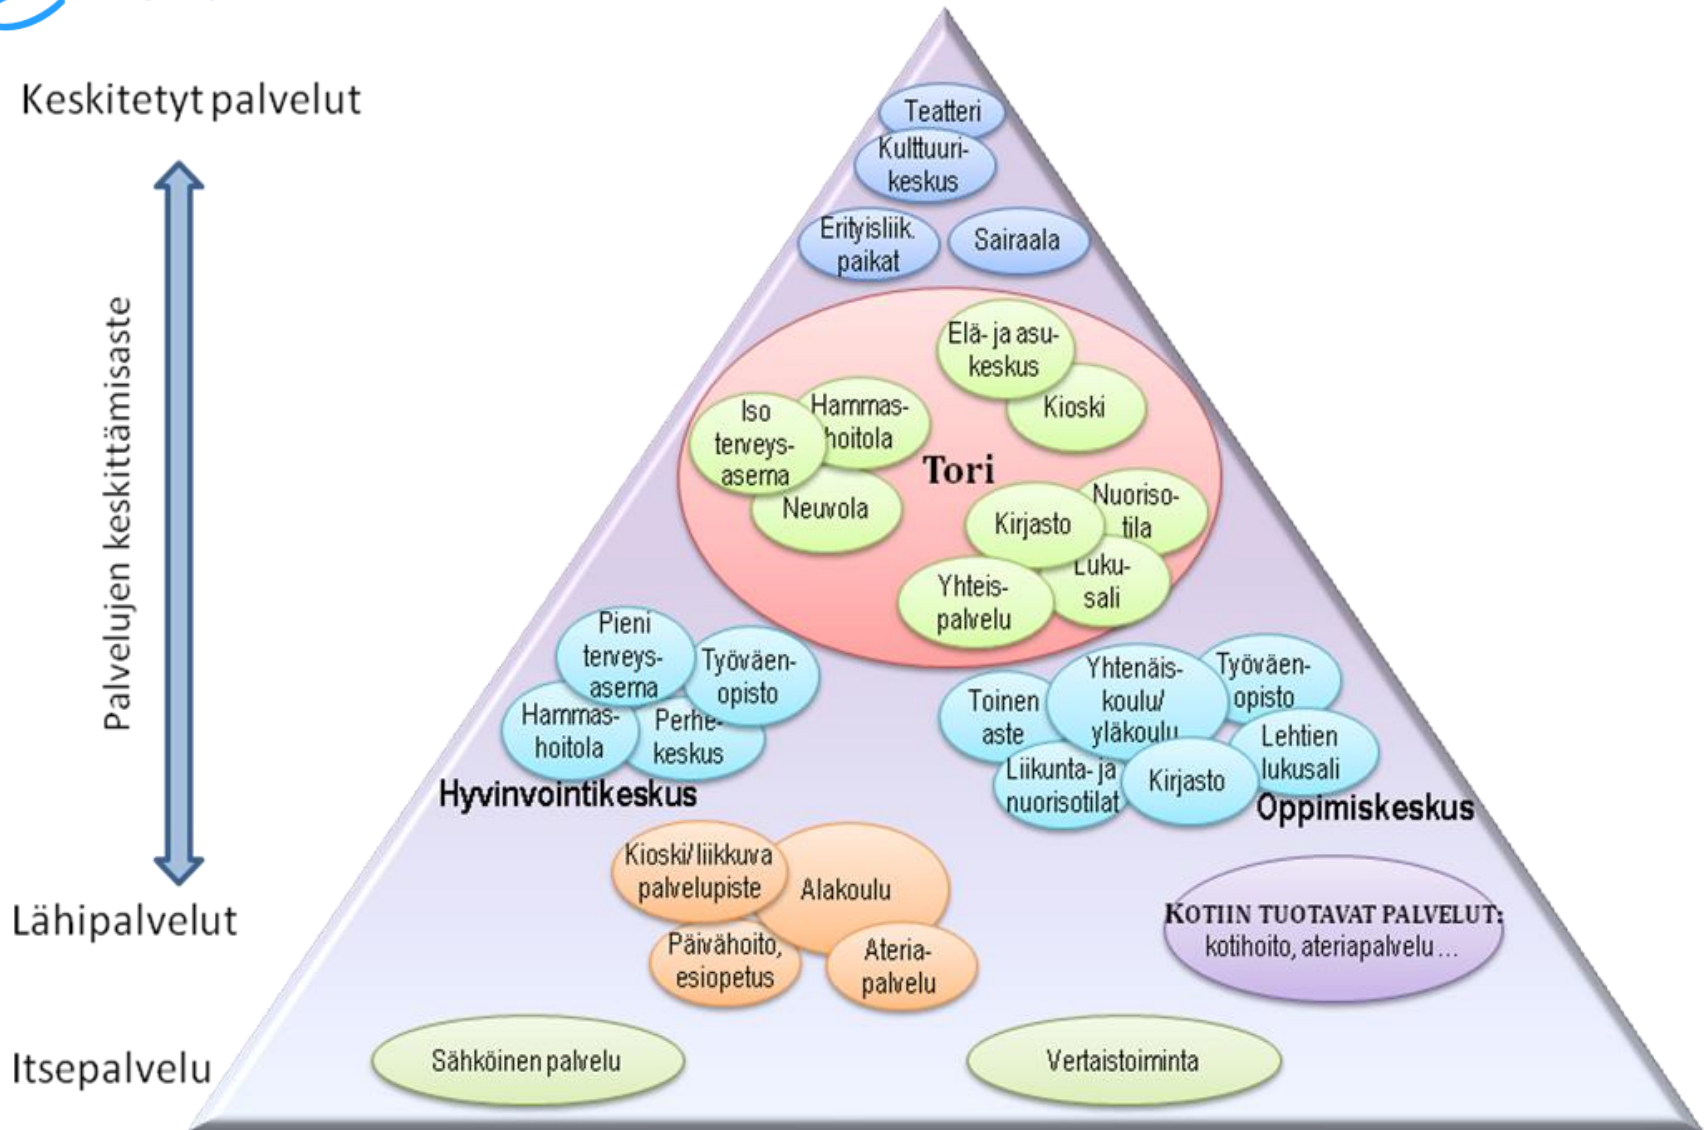 Keskitetyt palvelut
Palvelujen keskittämisaste
Lähipalvelut
Itsepalvelu
Teatteri
Kulttuuri-
keskus
Erityisliik.
paikat
Sairaala
Elä- ja asu-
keskus
Kioski
Iso
terveys-
asema
Hammas-
hoitola
Neuvola
Tori
Kirjasto
Nuoriso-
tila
Luku-
sali
Yhteis-
palvelu
Pieni
terveys-
asema
Työväen-
opisto
Hammas-
hoitola
Perhe-
keskus
Hyvinvointikeskus
Toinen
aste
Yhtenäis-
koulu/
yläkoulu
Työväen-
opisto
Liikunta- ja
nuorisotilat
Kirjasto
Lehtien
lukusali
Oppimiskeskus
Kioski/liikkuva
palvelupiste
Alakoulu
Päivähoito,
esiopetus
Ateria-
palvelu
KOTIIN TUOTAVAT PALVELUT:
kotihoito, ateriapalvelu ...
Sähköinen palvelu
Vertaistoiminta